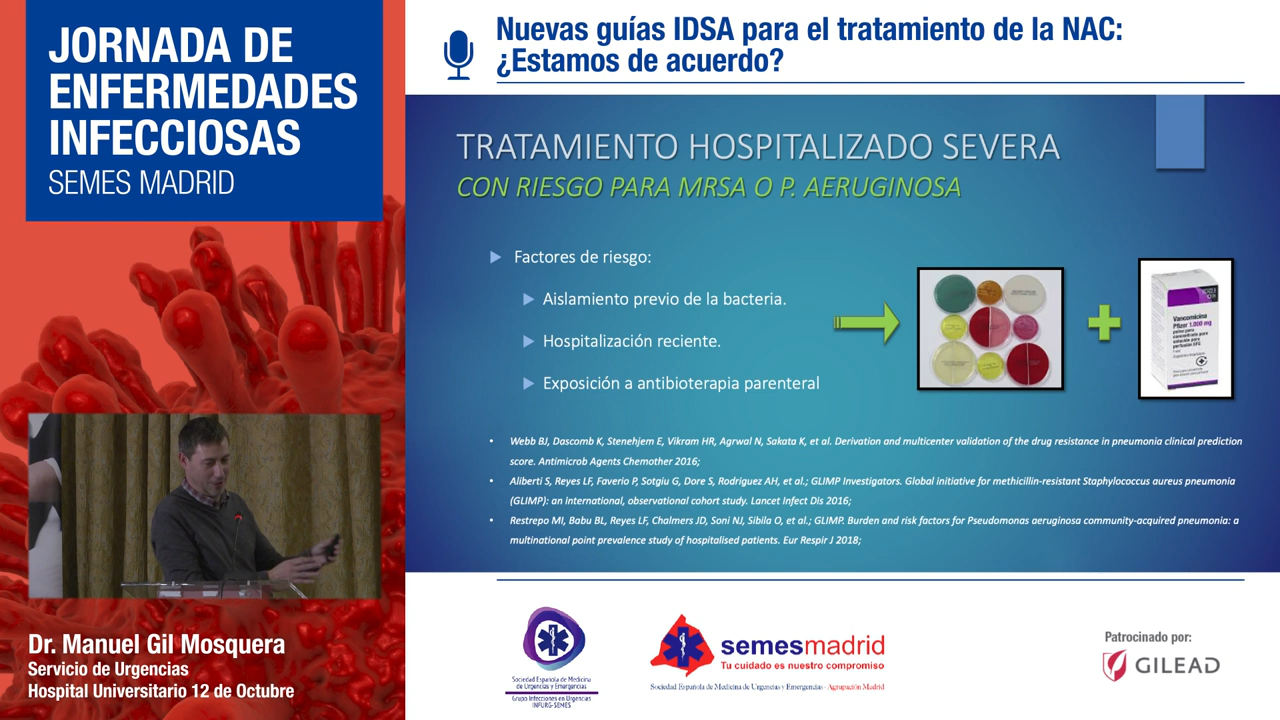 JORNADA DE
ENFERMEDADES
INFECCIOSAS
SEMES MADRID
Nuevas guías IDSA para el tratamiento de la NAC:
¿Estamos de acuerdo?
TRATAMIENTO HOSPITALIZADO SEVERA
CON RIESGO PARA MRSA O P. AERUGINOSA
Factores de riesgo:
Aislamiento previo de la bacteria.
Hospitalización reciente.
Exposición a antibioterapia parenteral
Vancomicina
Pfizer 1.000 mg
• Webb BJ, Dascomb K, Stenehjem E, Vikram HR, Agrwal N, Sakata K, et al. Derivation and multicenter validation of the drug resistance in pneumonia clinical prediction
score. Antimicrob Agents Chemother 2016;
• Aliberti S, Reyes LF, Faverio P, Sotgiu G, Dore S, Rodriguez AH, et al.; GLIMP Investigators. Global initiative for methicillin-resistant Staphylococcus aureus pneumonia
(GLIMP): an international, observational cohort study. Lancet Infect Dis 2016;
• Restrepo MI, Babu BL, Reyes LF, Chalmers JD, Soni NJ, Sibila O, et al.; GLIMP. Burden and risk factors for Pseudomonas aeruginosa community-acquired pneumonia: a
multinational point prevalence study of hospitalised patients. Eur Respir J 2018;
Dr. Manuel Gil Mosquera
Servicio de Urgencias
Hospital Universitario 12 de Octubre
Sociedad Española de Medicina
de Urgencias y Emergencias
Grupo Infecciones en Urgencias
INFURG-SEMES
semesmadrid
Tu cuidado es nuestro compromiso
Sociedad Española de Medicina de Urgencias y Emergencias · Agrupación Madrid
Patrocinado por:
GILEAD